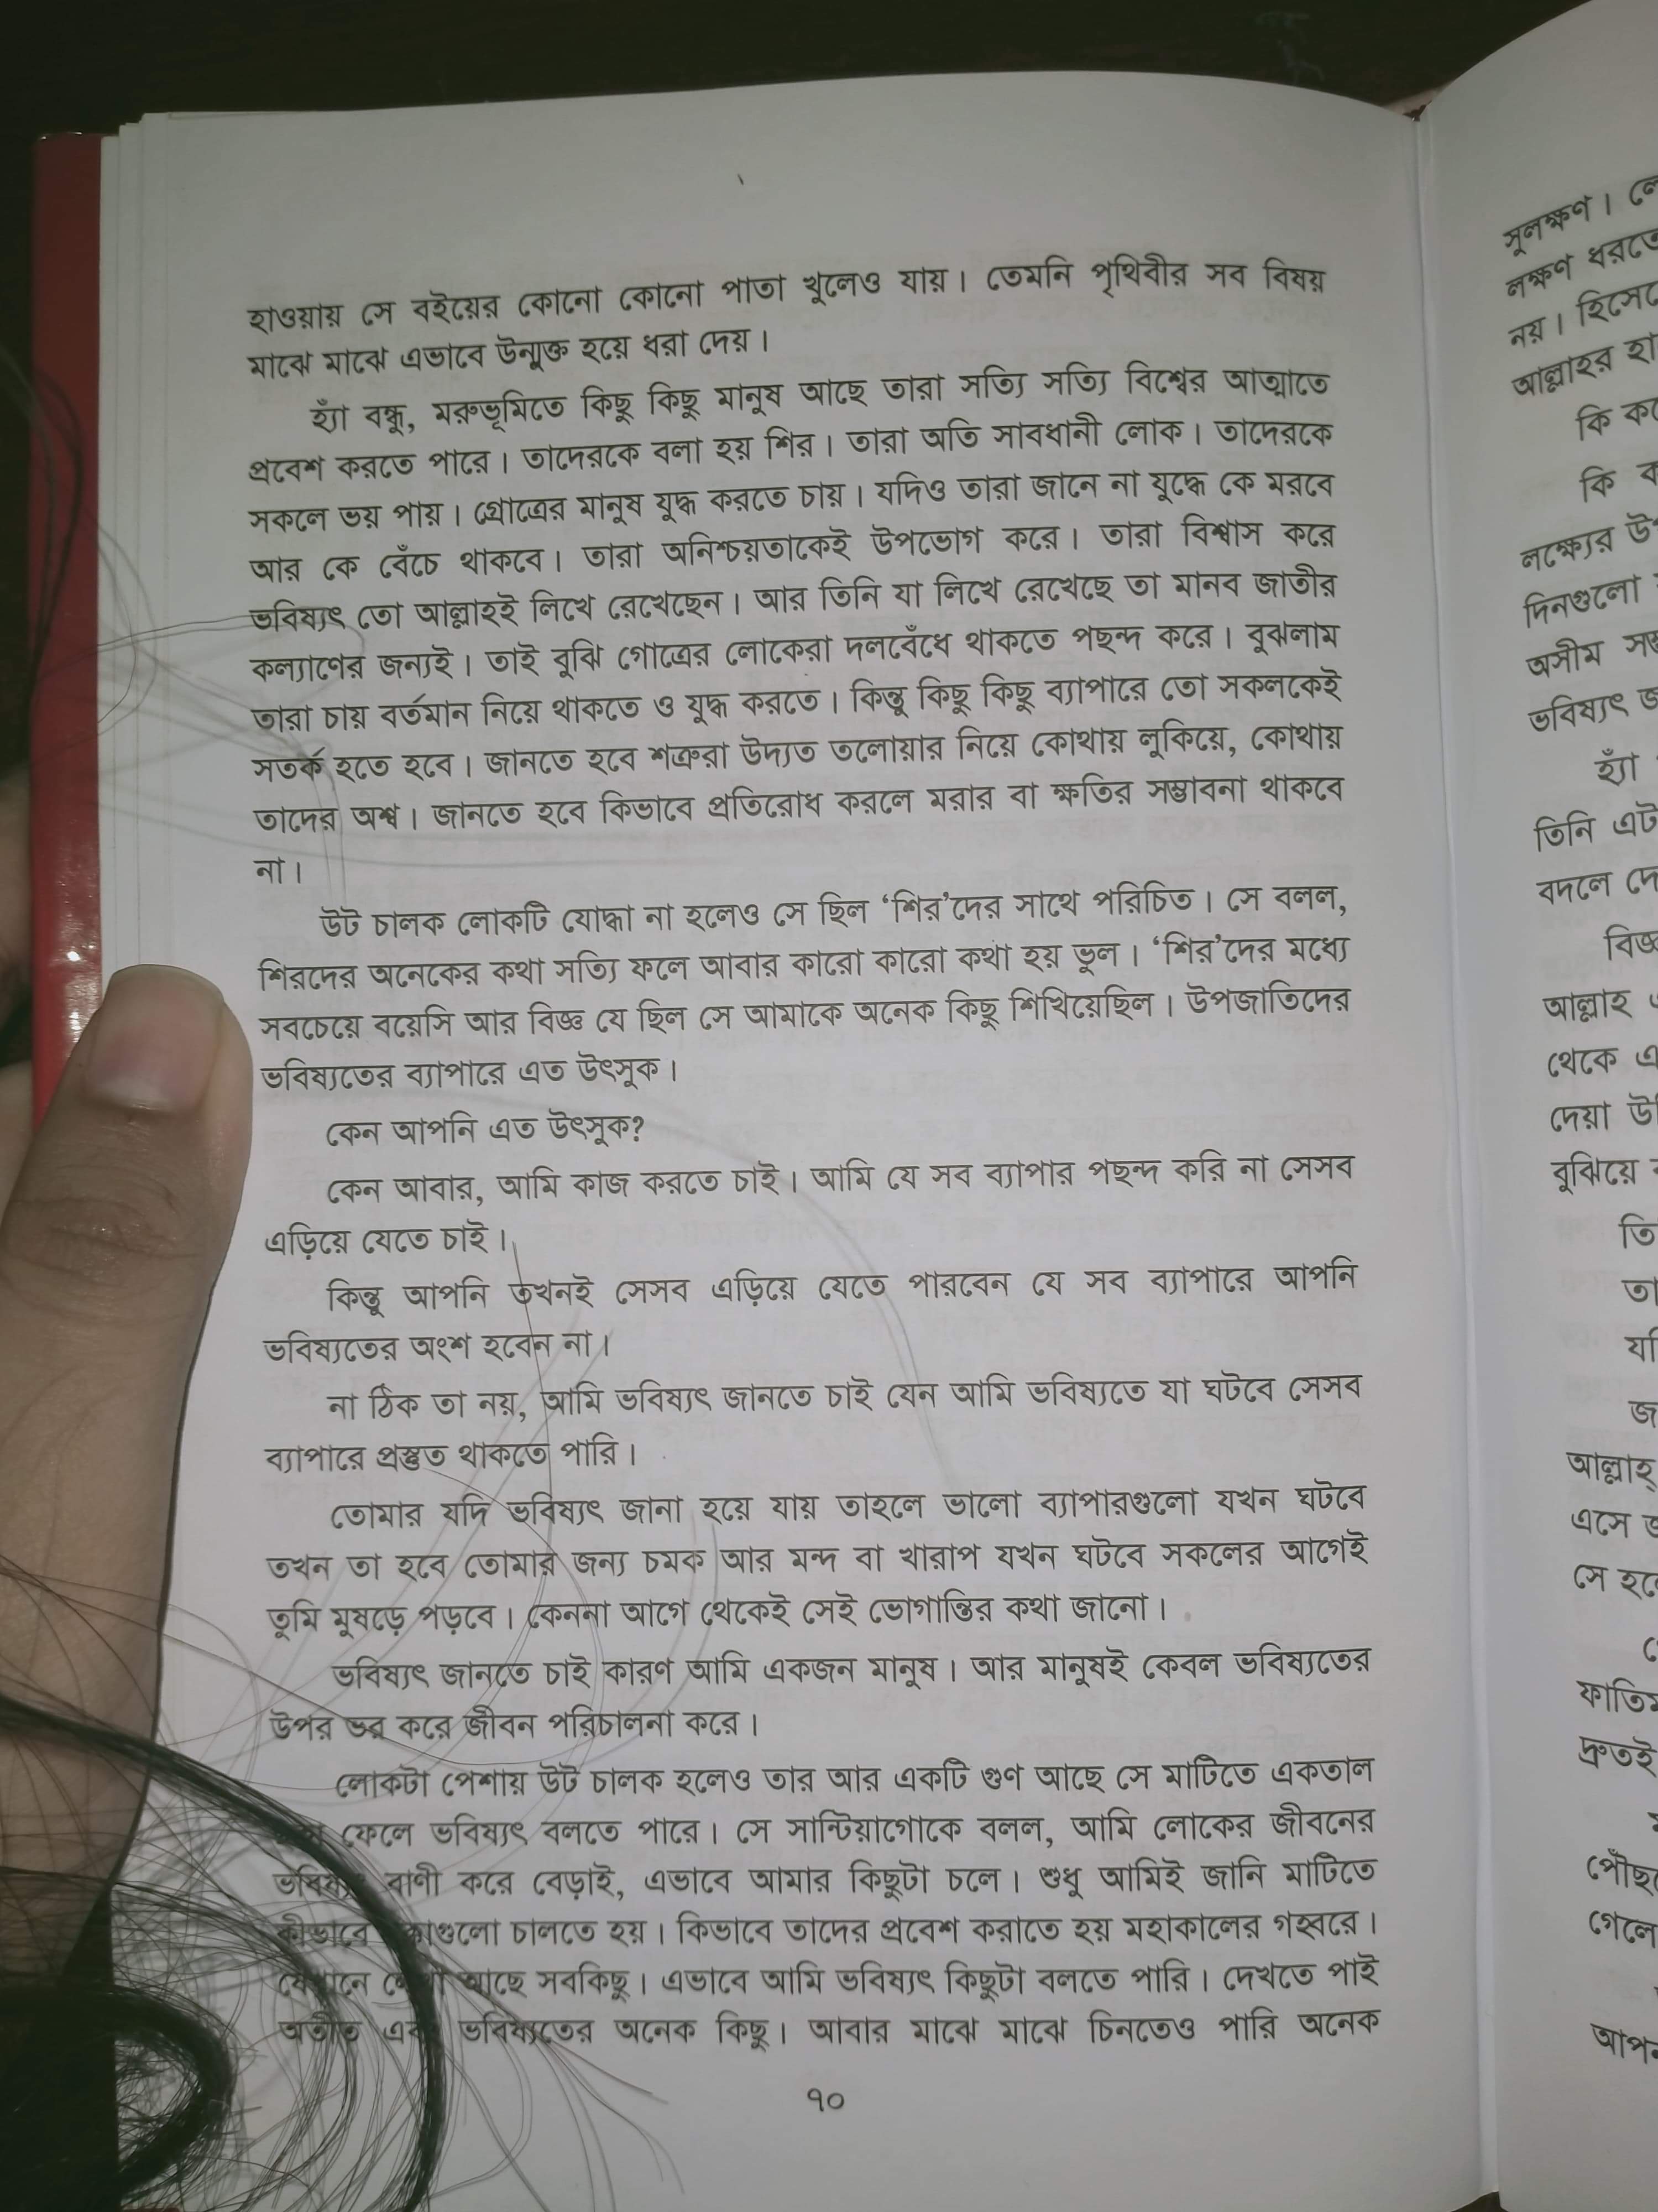 হাওয়ায় সে বইয়ের কোনো কোনো পাতা খুলেও যায়। তেমনি পৃথিবীর সব বিষয়
মাঝে মাঝে এভাবে উন্মুক্ত হয়ে ধরা দেয়।
হ্যাঁ বন্ধু, মরুভূমিতে কিছু কিছু মানুষ আছে তারা সত্যি সত্যি বিশ্বের আত্মাতে
প্রবেশ করতে পারে। তাদেরকে বলা হয় শির। তারা অতি সাবধানী লোক। তাদেরকে
সকলে ভয় পায়। গ্রোত্রের মানুষ যুদ্ধ করতে চায়। যদিও তারা জানে না যুদ্ধে কে মরবে
আর কে বেঁচে থাকবে। তারা অনিশ্চয়তাকেই উপভোগ করে। তারা বিশ্বাস করে
ভবিষ্যৎ তো আল্লাহই লিখে রেখেছেন। আর তিনি যা লিখে রেখেছে তা মানব জাতীর
কল্যাণের জন্যই। তাই বুঝি গোত্রের লোকেরা দলবেঁধে থাকতে পছন্দ করে। বুঝলাম
তারা চায় বর্তমান নিয়ে থাকতে ও যুদ্ধ করতে। কিন্তু কিছু কিছু ব্যাপারে তো সকলকেই
সতর্ক হতে হবে। জানতে হবে শত্রুরা উদ্যত তলোয়ার নিয়ে কোথায় লুকিয়ে, কোথায়
তাদের অশ্ব। জানতে হবে কিভাবে প্রতিরোধ করলে মরার বা ক্ষতির সম্ভাবনা থাকবে
না।
উট চালক লোকটি যোদ্ধা না হলেও সে ছিল ‘শির’দের সাথে পরিচিত। সে বলল,
শিরদের অনেকের কথা সত্যি ফলে আবার কারো কারো কথা হয় ভুল। ‘শির’দের মধ্যে
সবচেয়ে বয়েসি আর বিজ্ঞ যে ছিল সে আমাকে অনেক কিছু শিখিয়েছিল। উপজাতিদের
ভবিষ্যতের ব্যাপারে এত উৎসুক।
কেন আপনি এত উৎসুক?
কেন আবার, আমি কাজ করতে চাই। আমি যে সব ব্যাপার পছন্দ করি না সেসব
এড়িয়ে যেতে চাই।
কিন্তু আপনি তখনই সেসব এড়িয়ে যেতে পারবেন যে সব ব্যাপারে আপনি
ভবিষ্যতের অংশ হবেন না।
না ঠিক তা নয়, আমি ভবিষ্যৎ জানতে চাই যেন আমি ভবিষ্যতে যা ঘটবে সেসব
ব্যাপারে প্রস্তুত থাকতে পারি।
তোমার যদি ভবিষ্যৎ জানা হয়ে যায় তাহলে ভালো ব্যাপারগুলো যখন ঘটবে
তখন তা হবে তোমার জন্য চমক আর মন্দ বা খারাপ যখন ঘটবে সকলের আগেই
তুমি মুষড়ে পড়বে। কেননা আগে থেকেই সেই ভোগান্তির কথা জানো।
ভবিষ্যৎ জানতে চাই কারণ আমি একজন মানুষ। আর মানুষই কেবল ভবিষ্যতের
উপর ভর করে জীবন পরিচালনা করে।
লোকটা পেশায় উট চালক হলেও তার আর একটি গুণ আছে সে মাটিতে একতাল
ফেলে ভবিষ্যৎ বলতে পারে। সে সান্টিয়াগোকে বলল, আমি লোকের জীবনের
ভবিষ্যৎ বাণী করে বেড়াই, এভাবে আমার কিছুটা চলে। শুধু আমিই জানি মাটিতে
কীভাবে চালতে হয়। কিভাবে তাদের প্রবেশ করাতে হয় মহাকালের গহ্বরে।
যেখানে আছে সবকিছু। এভাবে আমি ভবিষ্যৎ কিছুটা বলতে পারি। দেখতে পাই
অতীত এবং ভবিষ্যতের অনেক কিছু। আবার মাঝে মাঝে চিনতেও পারি অনেক
৭০
সুলক্ষণ।
লক্ষণ ধরতে
নয়। হিসেবে
আল্লাহর
কি
কি
লক্ষ্যের
দিনগুলো
অসীম
ভবিষ্যৎ
হ্যাঁ
তিনি
বদলে
আল্লাহ
থেকে
দেয়া
বুঝিয়ে
আল্লাহ্
এসে
সে
দ্রুতই
গেলে